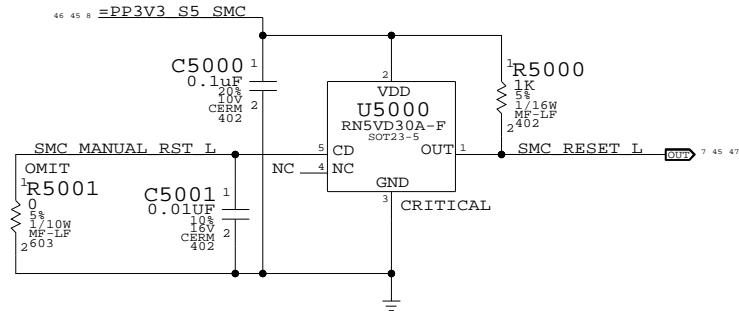 46 45 8 =PP3V3_S5_SMC
C5000 1
0.1uF
20%
10V
CERM
402
2
2
VDD
U5000
RN5VD30A-F
SOT23-5
1 R5000
1K
5%
1/16W
MF-LF
2 402
SMC_MANUAL_RST_L
5 CD
OUT 1
SMC_RESET_L
OUT 7 45 47
NC 4 NC
GND
3
CRITICAL
OMIT
1 R5001
0
5%
1/10W
MF-LF
2 603
C5001 1
0.01UF
10%
16V
CERM
402
2